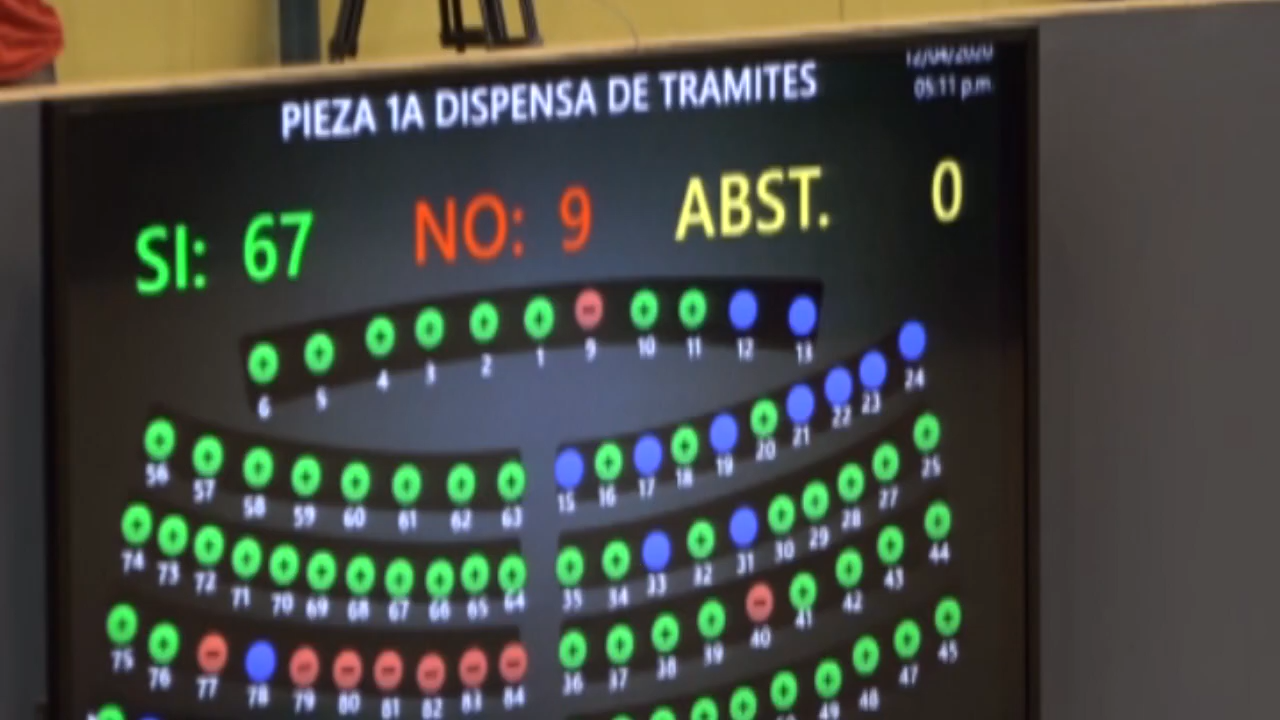 12/04/2020
PIEZA 1A DISPENSA DE TRAMITES
05:11 p.m.
SI: 67 NO: 9 ABST. 0
6 5 4 3 2 1 9 10 11 12 13
56 57 58 59 60 61 62 63 15 16 17 18 19 20 21 22 23 24
74 73 72 71 70 69 68 67 66 65 64 35 34 33 32 31 30 29 28 27 25
75 76 77 78 79 80 81 82 83 84 36 37 38 39 40 41 42 43 44
49 48 47 45